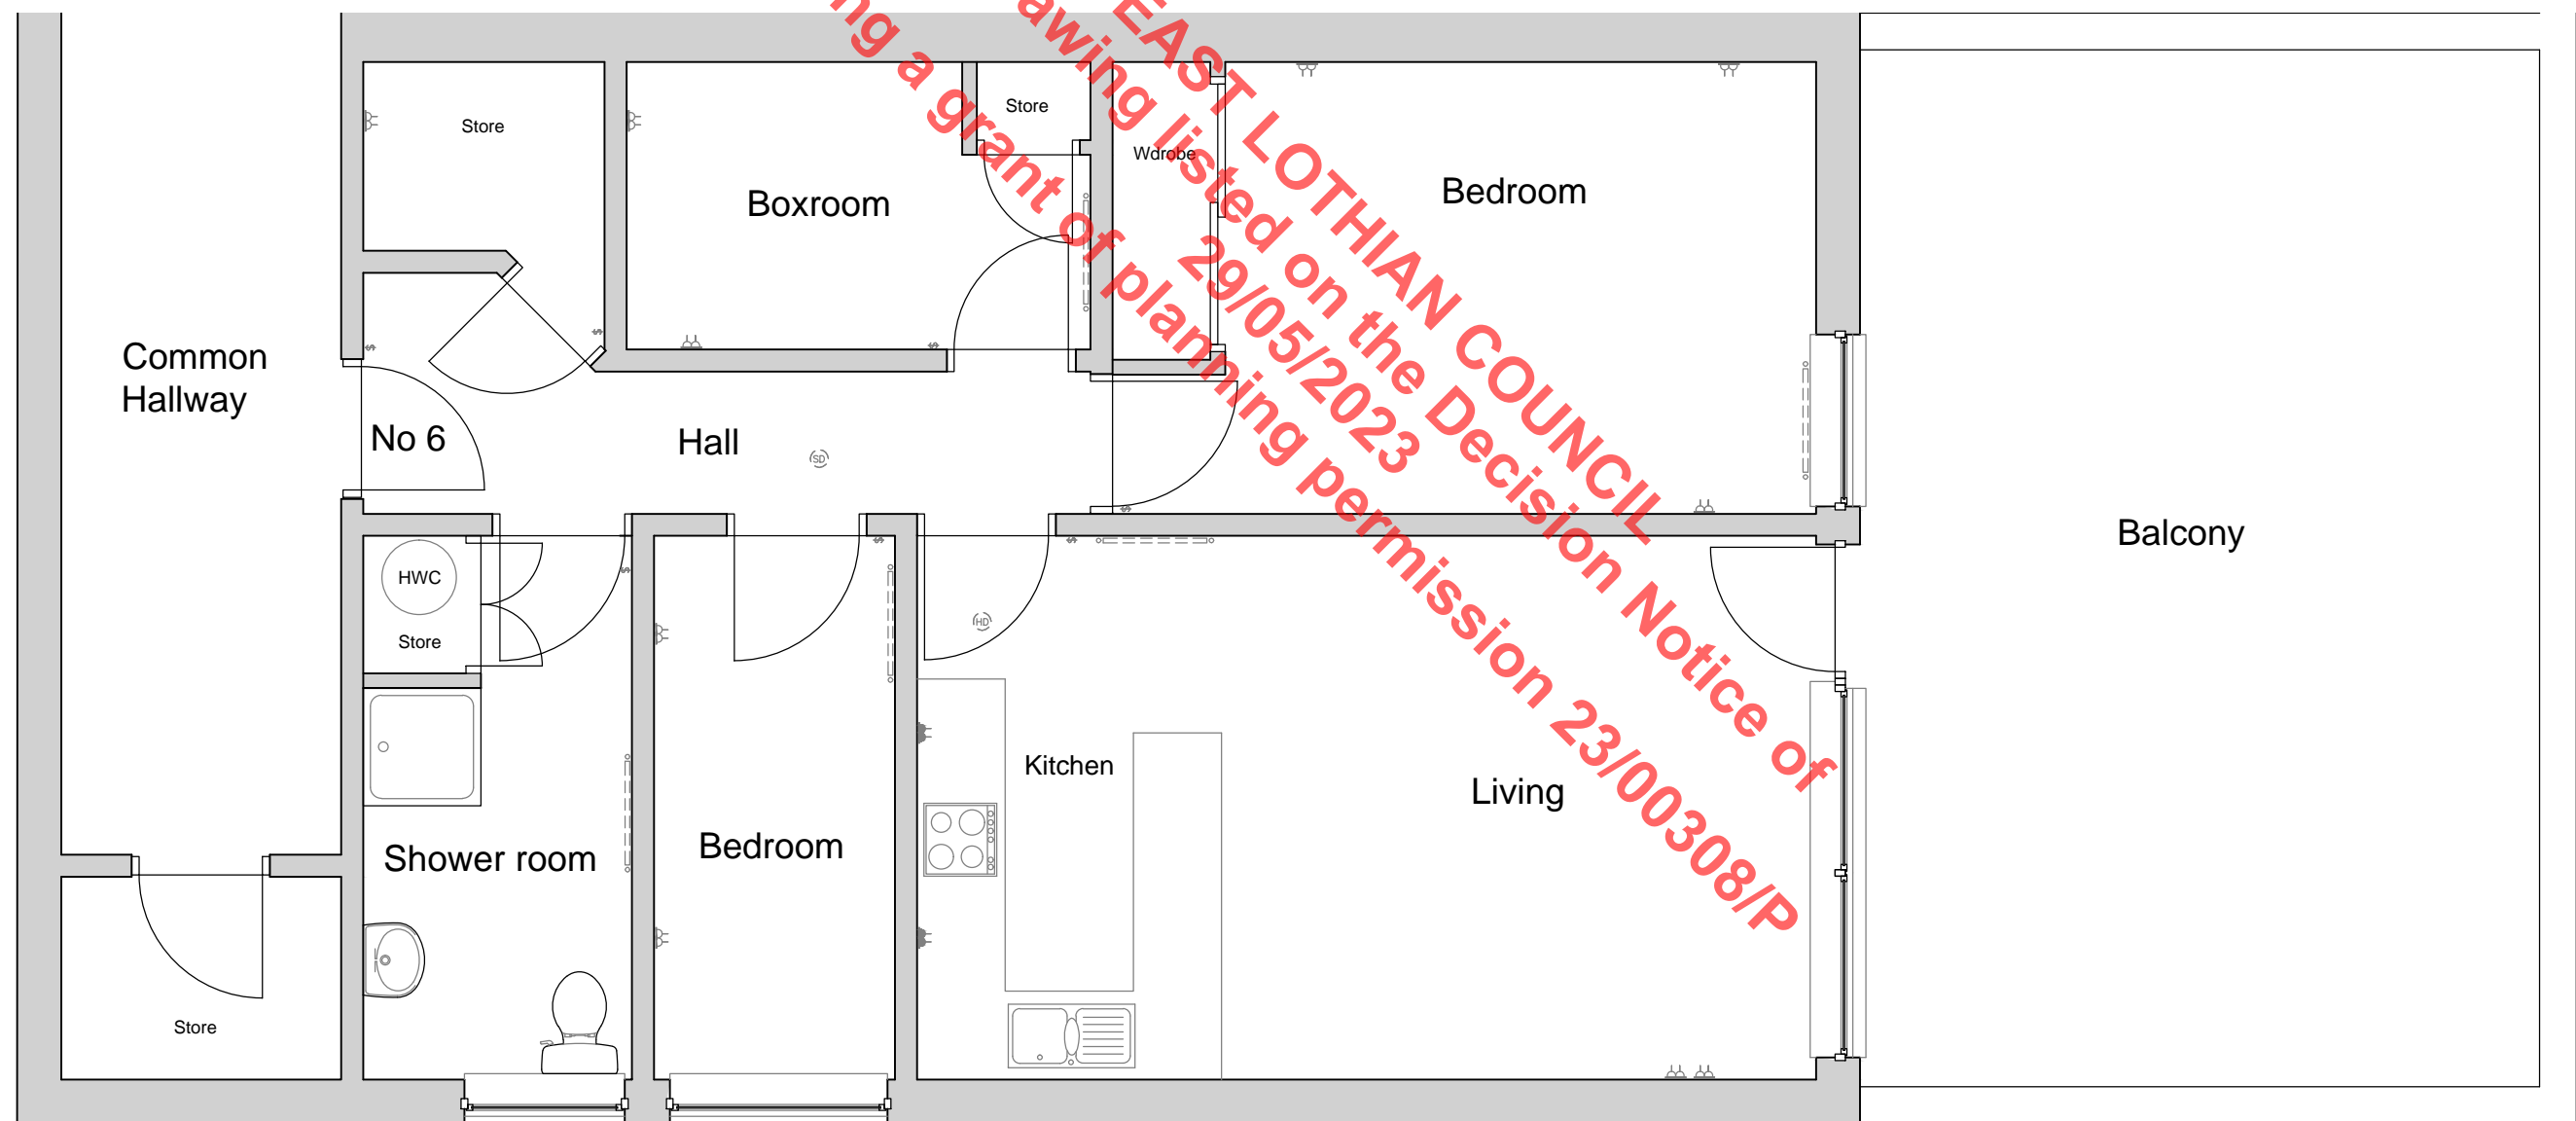 EAST LOTHIAN COUNCIL
awing listed on the Decision Notice of
29/05/2023
ng a grant of planning permission 23/00308/P
Store
Store
Wdrobe
Boxroom
Bedroom
Common
Hallway
No 6
Hall
SD
Balcony
HWC
Store
HD
Kitchen
Living
Shower room
Bedroom
Store